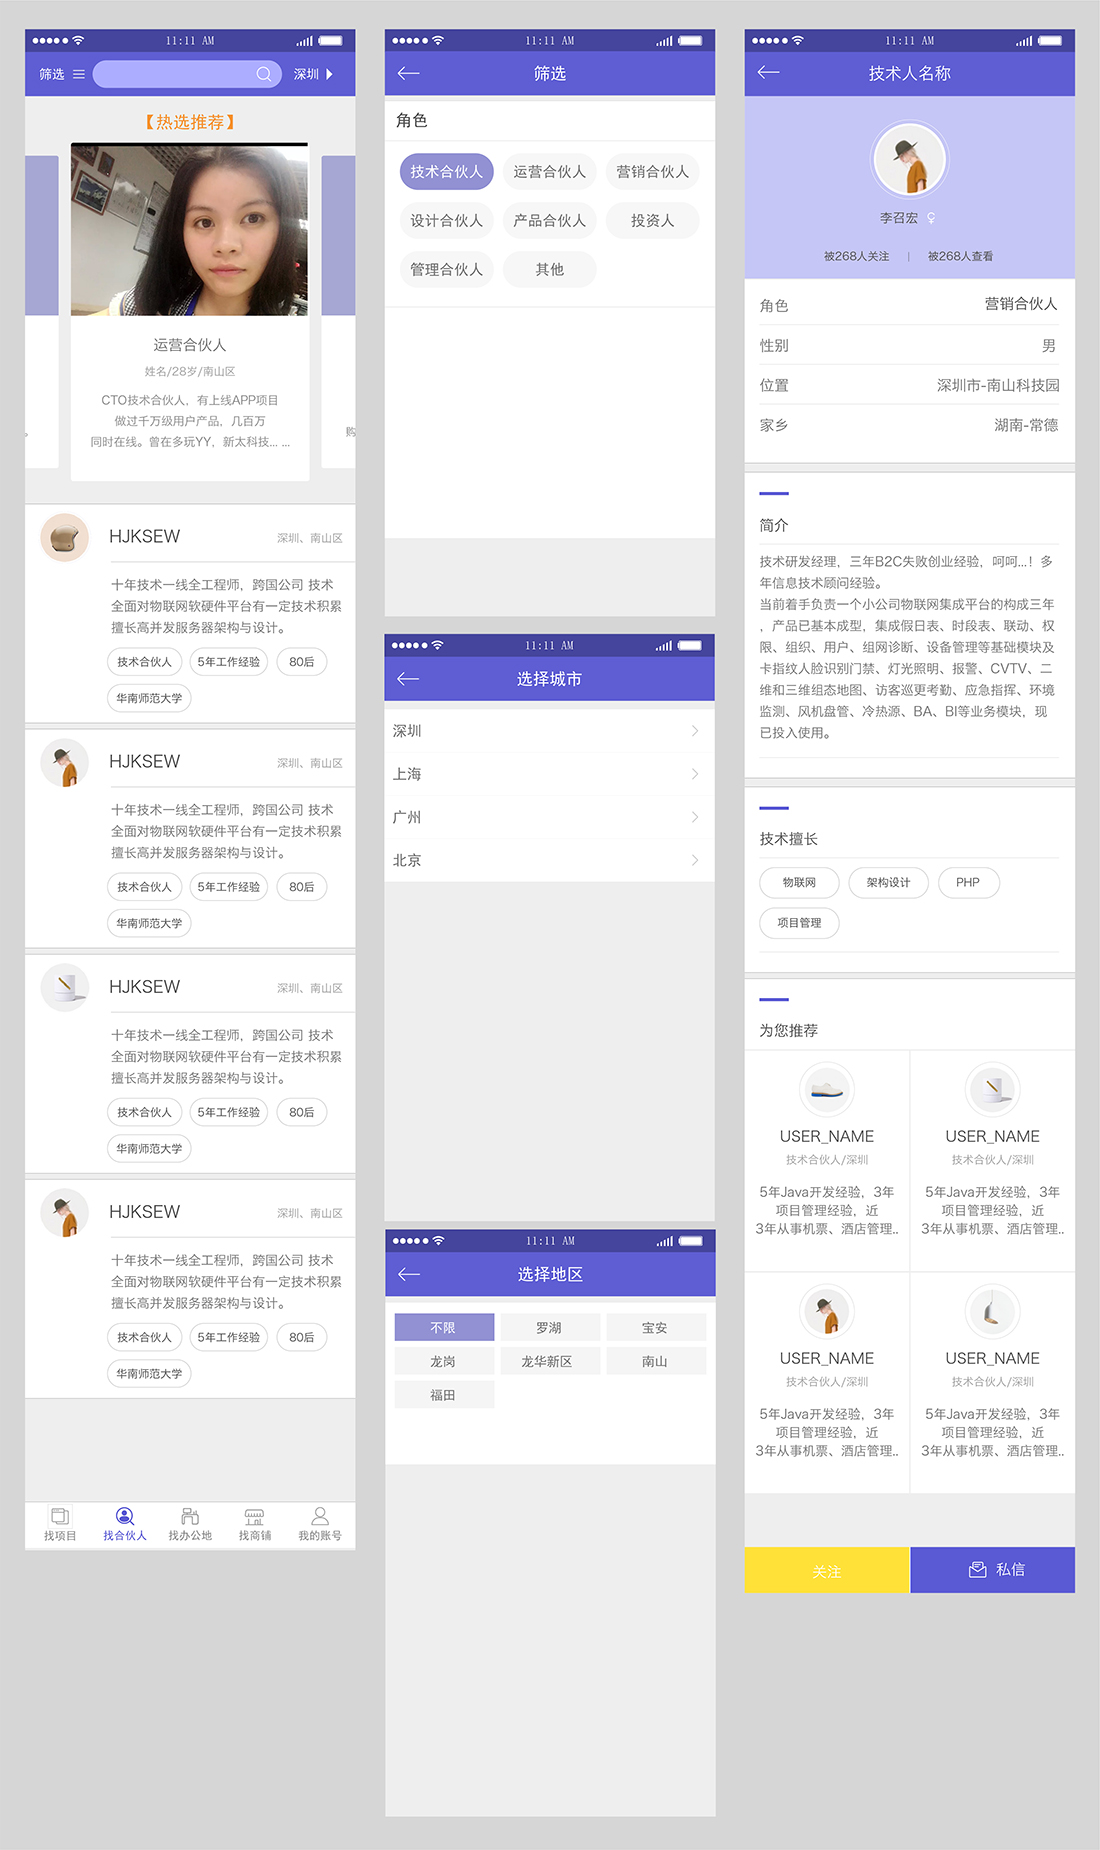 11:11 AM
筛选
深圳
【热选推荐】
运营合伙人
姓名/28岁/南山区
CTO技术合伙人，有上线APP项目
做过千万级用户产品，几百万
同时在线。曾在多玩YY，新太科技... ...
。
购
HJKSEW
深圳、南山区
十年技术一线全工程师，跨国公司 技术
全面对物联网软硬件平台有一定技术积累
擅长高并发服务器架构与设计。
技术合伙人
5年工作经验
80后
华南师范大学
HJKSEW
深圳、南山区
十年技术一线全工程师，跨国公司 技术
全面对物联网软硬件平台有一定技术积累
擅长高并发服务器架构与设计。
技术合伙人
5年工作经验
80后
华南师范大学
HJKSEW
深圳、南山区
十年技术一线全工程师，跨国公司 技术
全面对物联网软硬件平台有一定技术积累
擅长高并发服务器架构与设计。
技术合伙人
5年工作经验
80后
华南师范大学
HJKSEW
深圳、南山区
十年技术一线全工程师，跨国公司 技术
全面对物联网软硬件平台有一定技术积累
擅长高并发服务器架构与设计。
技术合伙人
5年工作经验
80后
华南师范大学
找项目
找合伙人
找办公地
找商铺
我的账号
11:11 AM
筛选
角色
技术合伙人
运营合伙人
营销合伙人
设计合伙人
产品合伙人
投资人
管理合伙人
其他
11:11 AM
选择城市
深圳
上海
广州
北京
11:11 AM
选择地区
不限
罗湖
宝安
龙岗
龙华新区
南山
福田
11:11 AM
技术人名称
李召宏
被268人关注
被268人查看
角色
营销合伙人
性别
男
位置
深圳市-南山科技园
家乡
湖南-常德
简介
技术研发经理，三年B2C失败创业经验，呵呵...！多
年信息技术顾问经验。
当前着手负责一个小公司物联网集成平台的构成三年
，产品已基本成型，集成假日表、时段表、联动、权
限、组织、用户、组网诊断、设备管理等基础模块及
卡指纹人脸识别门禁、灯光照明、报警、CVTV、二
维和三维组态地图、访客巡更考勤、应急指挥、环境
监测、风机盘管、冷热源、BA、BI等业务模块，现
已投入使用。
技术擅长
物联网
架构设计
PHP
项目管理
为您推荐
USER_NAME
技术合伙人/深圳
5年Java开发经验，3年
项目管理经验，近
3年从事机票、酒店管理..
USER_NAME
技术合伙人/深圳
5年Java开发经验，3年
项目管理经验，近
3年从事机票、酒店管理..
USER_NAME
技术合伙人/深圳
5年Java开发经验，3年
项目管理经验，近
3年从事机票、酒店管理..
USER_NAME
技术合伙人/深圳
5年Java开发经验，3年
项目管理经验，近
3年从事机票、酒店管理..
关注
私信